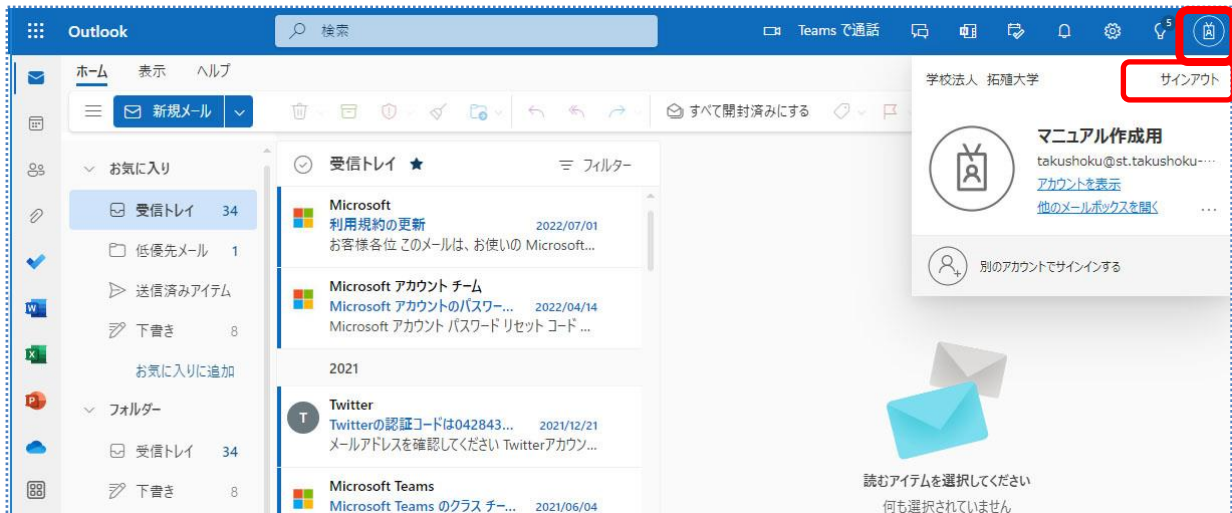 Outlook
検索
Teams で通話
5
ホーム 表示 ヘルプ
新規メール
すべて開封済みにする
学校法人 拓殖大学
サインアウト
マニュアル作成用
takushoku@st.takushoku-...
アカウントを表示
他のメールボックスを開く
...
別のアカウントでサインインする
お気に入り
受信トレイ 34
低優先メール 1
送信済みアイテム
下書き 8
お気に入りに追加
フォルダー
受信トレイ 34
下書き 8
受信トレイ ★
フィルター
Microsoft
利用規約の更新 2022/07/01
お客様各位 このメールは、お使いの Microsoft...
Microsoft アカウント チーム
Microsoft アカウントのパスワー... 2022/04/14
Microsoft アカウント パスワード リセット コード ...
2021
T
Twitter
Twitterの認証コードは042843... 2021/12/21
メールアドレスを確認してください Twitterアカウン...
Microsoft Teams
Microsoft Teams のクラス チー... 2021/06/04
読むアイテムを選択してください
何も選択されていません